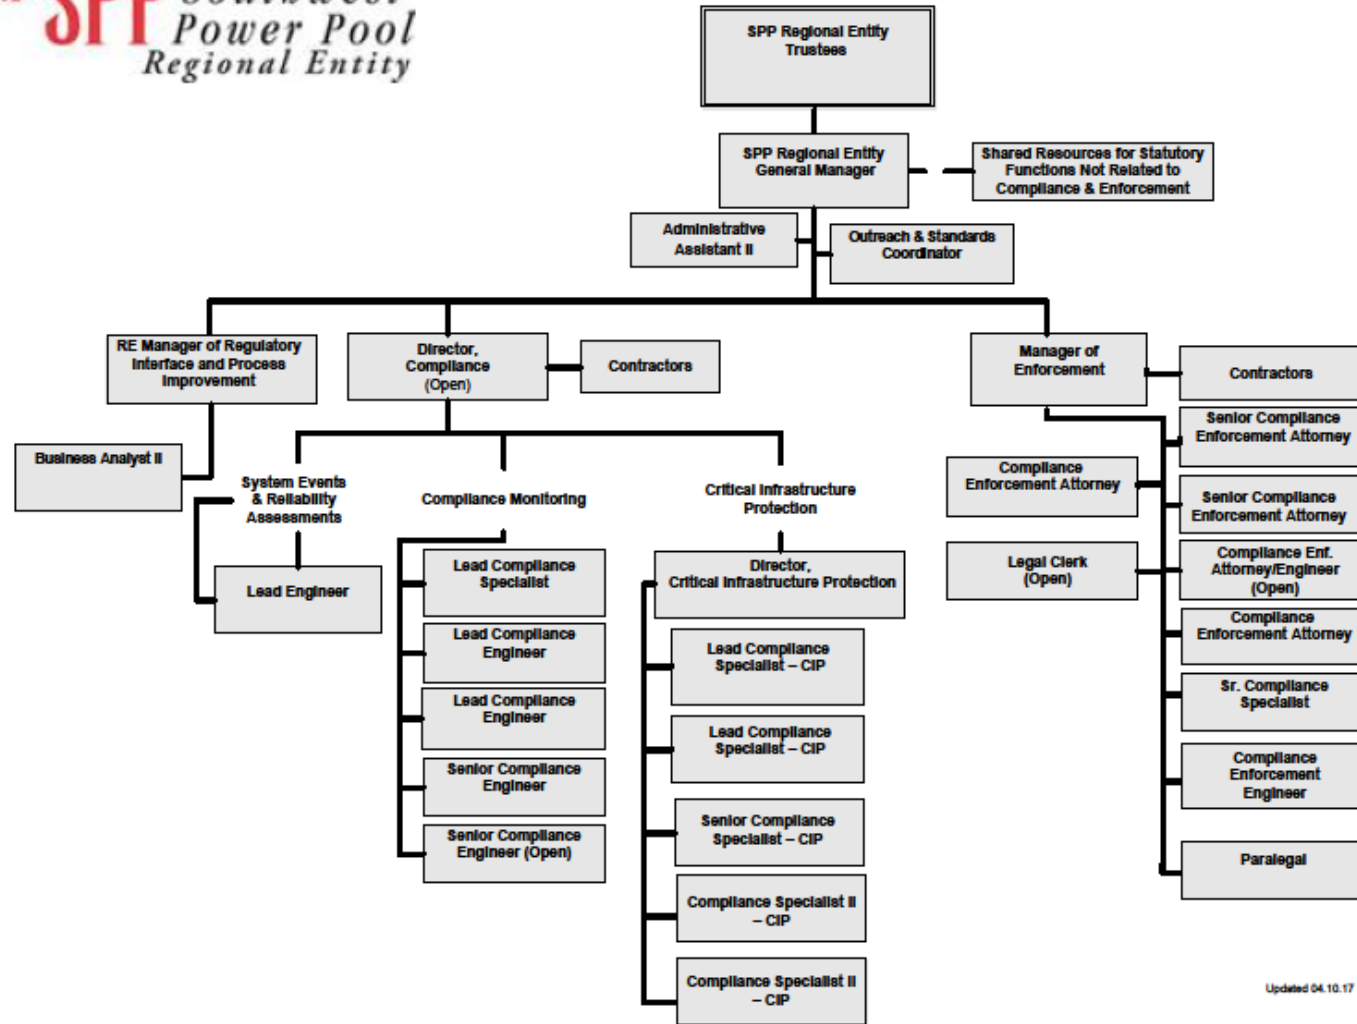 SPP Southwest
Power Pool
Regional Entity
SPP Regional Entity
Trustees
SPP Regional Entity
General Manager
Shared Resources for Statutory
Functions Not Related to
Compliance & Enforcement
Administrative
Assistant II
Outreach & Standards
Coordinator
RE Manager of Regulatory
Interface and Process
Improvement
Director,
Compliance
(Open)
Contractors
Manager of
Enforcement
Contractors
Business Analyst II
System Events
& Reliability
Assessments
Lead Engineer
Compliance Monitoring
Lead Compliance
Specialist
Lead Compliance
Engineer
Lead Compliance
Engineer
Senior Compliance
Engineer
Senior Compliance
Engineer (Open)
Critical Infrastructure
Protection
Director,
Critical Infrastructure Protection
Lead Compliance
Specialist – CIP
Lead Compliance
Specialist – CIP
Senior Compliance
Specialist – CIP
Compliance Specialist II
– CIP
Compliance Specialist II
– CIP
Compliance
Enforcement Attorney
Legal Clerk
(Open)
Senior Compliance
Enforcement Attorney
Senior Compliance
Enforcement Attorney
Compliance Enf.
Attorney/Engineer
(Open)
Compliance
Enforcement Attorney
Sr. Compliance
Specialist
Compliance
Enforcement
Engineer
Paralegal
Updated 04.10.17